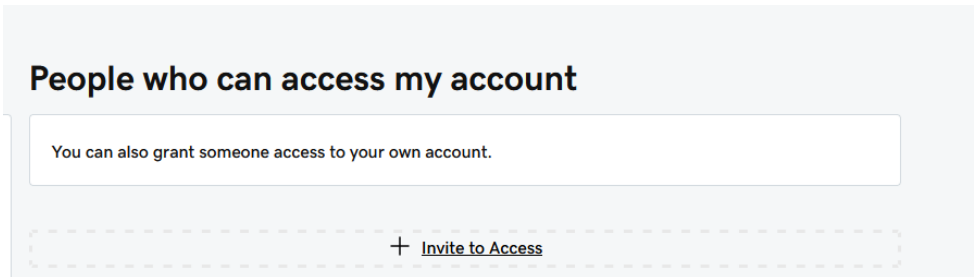 People who can access my account
You can also grant someone access to your own account.
+ Invite to Access